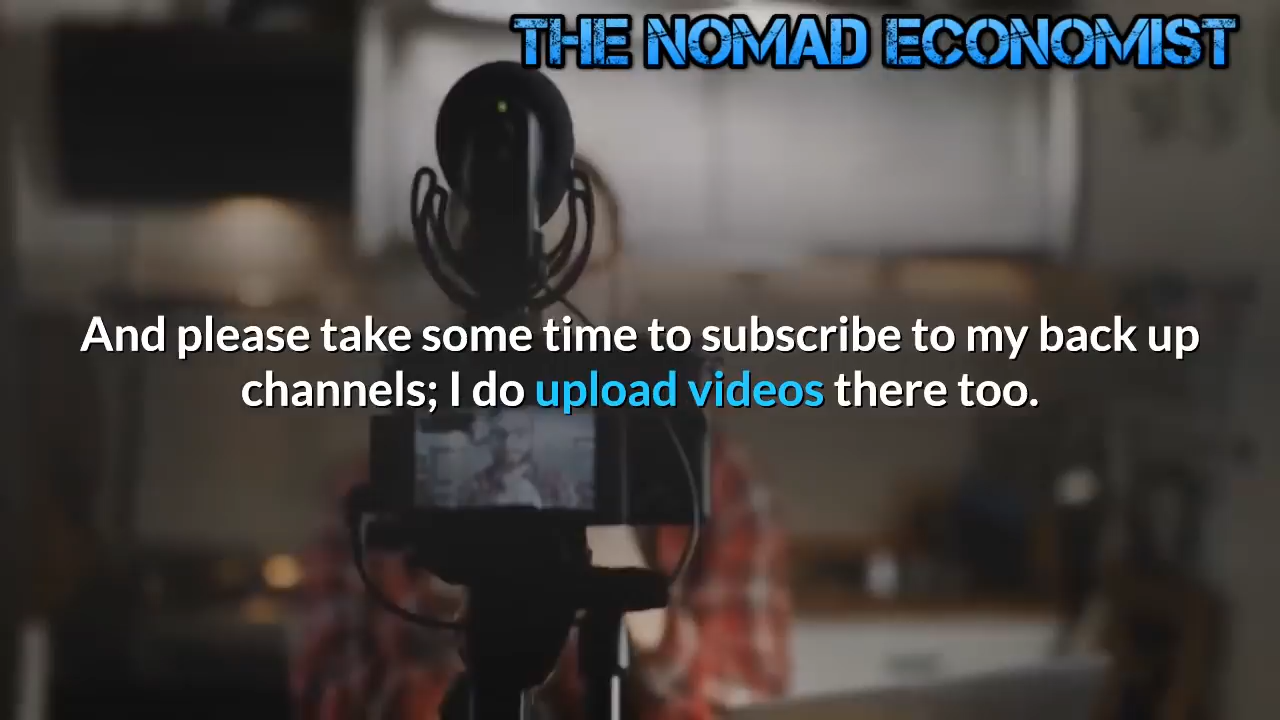 THE NOMAD ECONOMIST
And please take some time to subscribe to my back up
channels; I do upload videos there too.